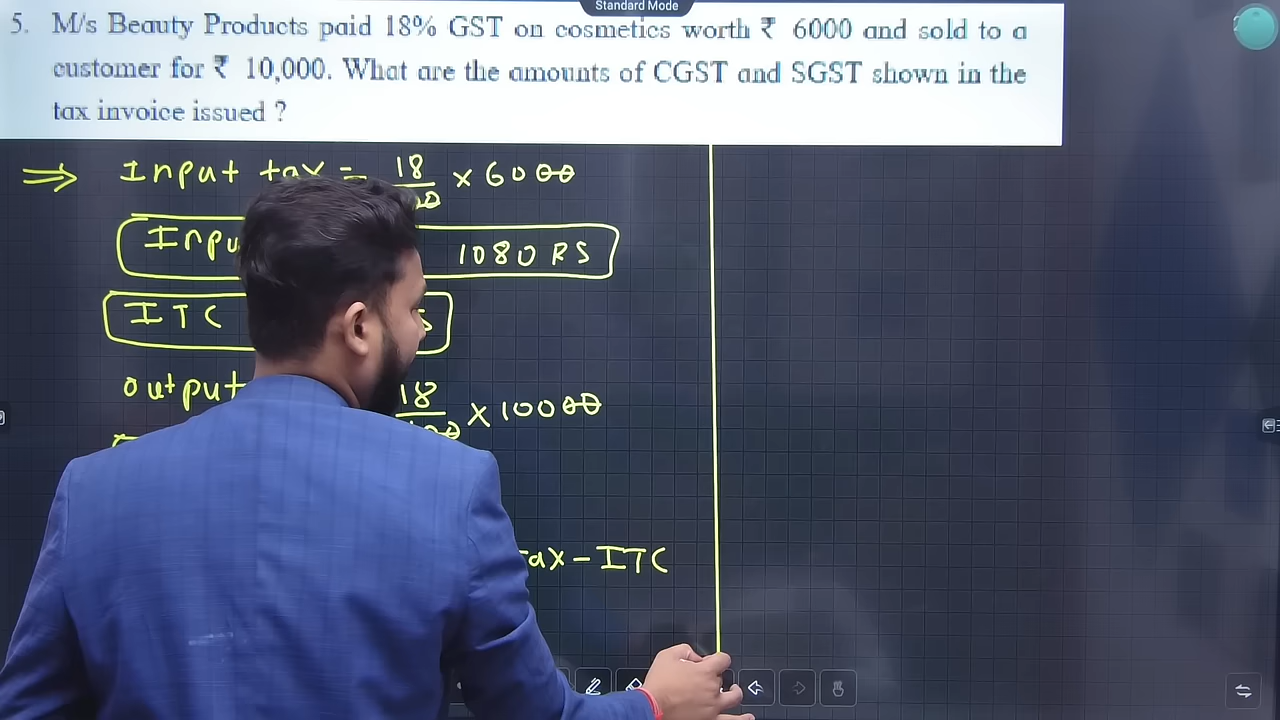 Standard Mode
5. M/s Beauty Products paid 18% GST on cosmetics worth ₹ 6000 and sold to a
customer for ₹ 10,000. What are the amounts of CGST and SGST shown in the
tax invoice issued ?
⇒ Input tax = 18 × 6000
1080 RS
ITC
output 18 × 10000
tax - ITC